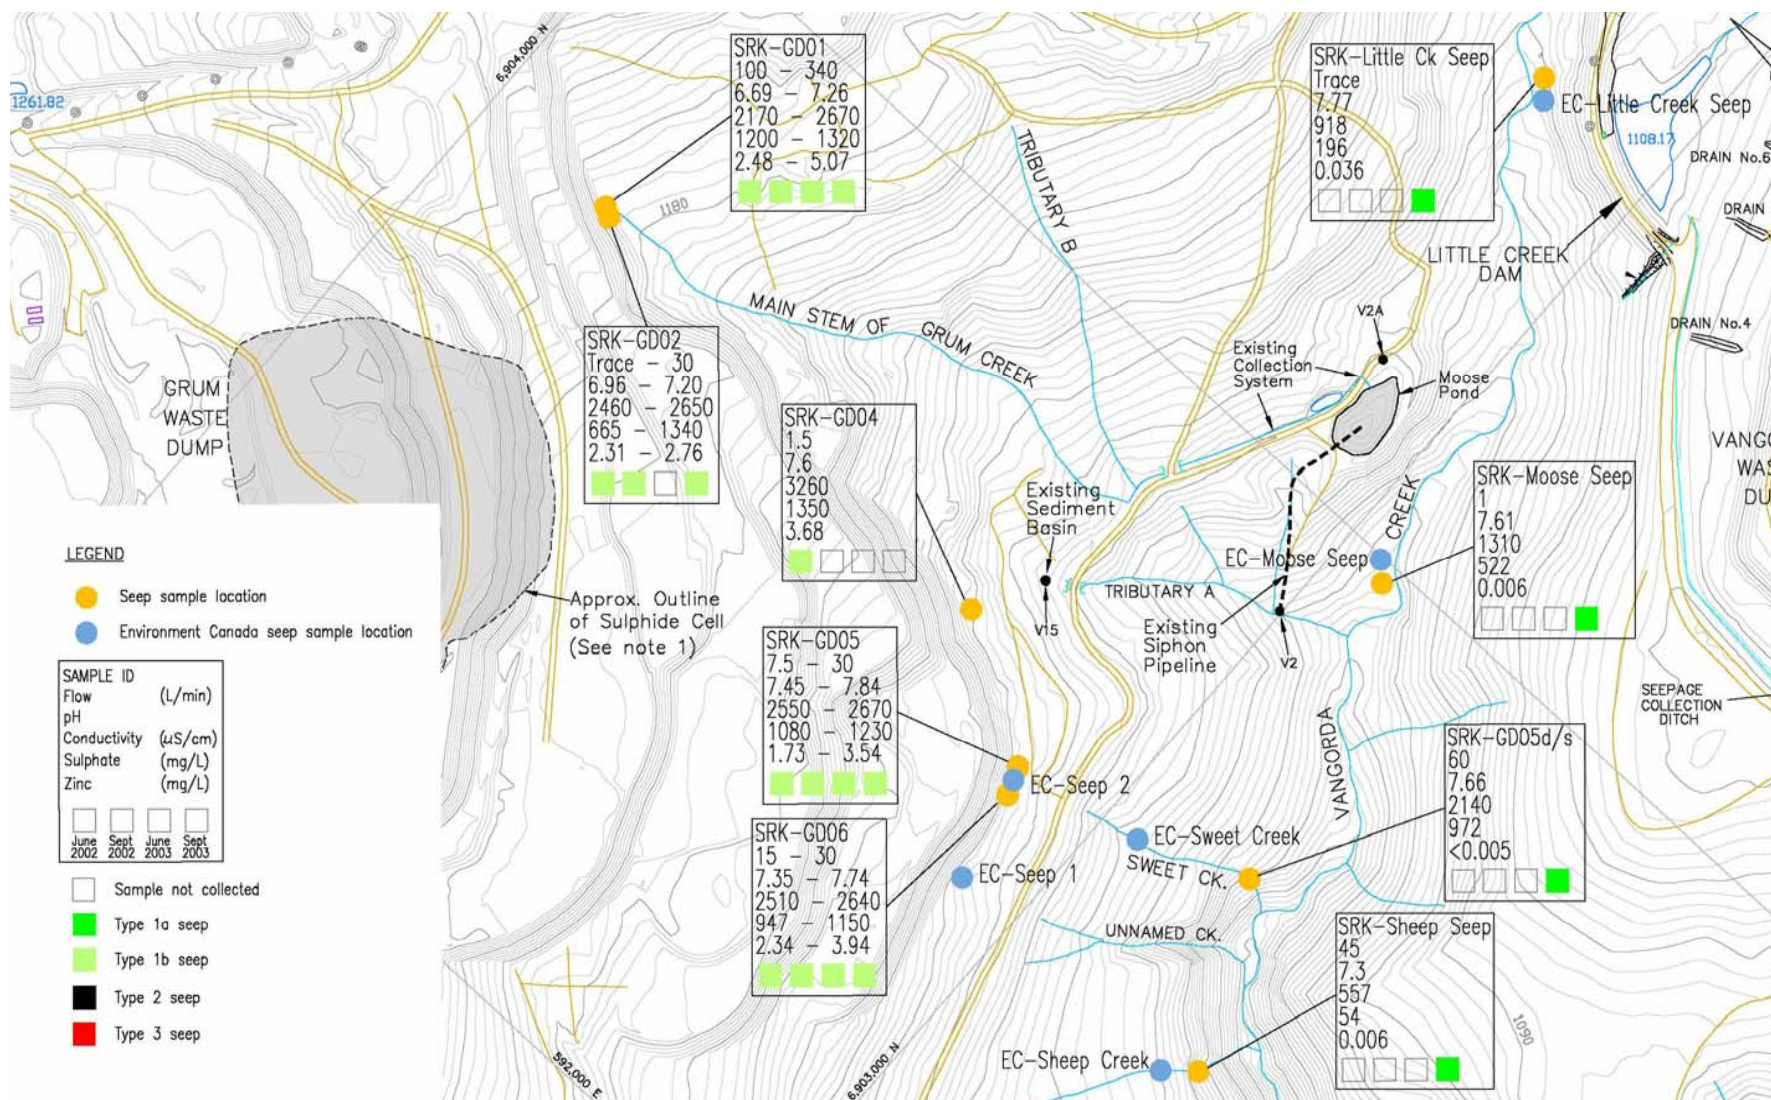 6,904,000 N
1261.82
SRK-GD01
100 - 340
6.69 - 7.26
2170 - 2670
1200 - 1320
2.48 - 5.07
1180
TRIBUTARY B
SRK-Little Ck Seep
Trace
7.77
918
196
0.036
EC-Little Creek Seep
1108.17
DRAIN No.6
DRAIN
LITTLE CREEK
DAM
DRAIN No.4
MAIN STEM OF GRUM CREEK
V2A
Existing
Collection
System
Moose
Pond
GRUM
WASTE
DUMP
SRK-GD02
Trace - 30
6.96 - 7.20
2460 - 2650
665 - 1340
2.31 - 2.76
SRK-GD04
1.5
7.6
3260
1350
3.68
Existing
Sediment
Basin
V15
TRIBUTARY A
EC-Moose Seep
Existing
Siphon
Pipeline
V2
VANGORDA CREEK
SRK-Moose Seep
1
7.61
1310
522
0.006
VANGO
WAS
DU
SEEPAGE
COLLECTION
DITCH
Approx. Outline
of Sulphide Cell
(See note 1)
SRK-GD05
7.5 - 30
7.45 - 7.84
2550 - 2670
1080 - 1230
1.73 - 3.54
EC-Seep 2
SRK-GD06
15 - 30
7.35 - 7.74
2510 - 2640
947 - 1150
2.34 - 3.94
EC-Seep 1
EC-Sweet Creek
SWEET CK.
UNNAMED CK.
SRK-GD05d/s
60
7.66
2140
972
<0.005
SRK-Sheep Seep
45
7.3
557
54
0.006
EC-Sheep Creek
1090
592,000 E
6,903,000 N
LEGEND
Seep sample location
Environment Canada seep sample location
SAMPLE ID
Flow (L/min)
pH
Conductivity (µS/cm)
Sulphate (mg/L)
Zinc (mg/L)
June 2002
Sept 2002
June 2003
Sept 2003
Sample not collected
Type 1a seep
Type 1b seep
Type 2 seep
Type 3 seep